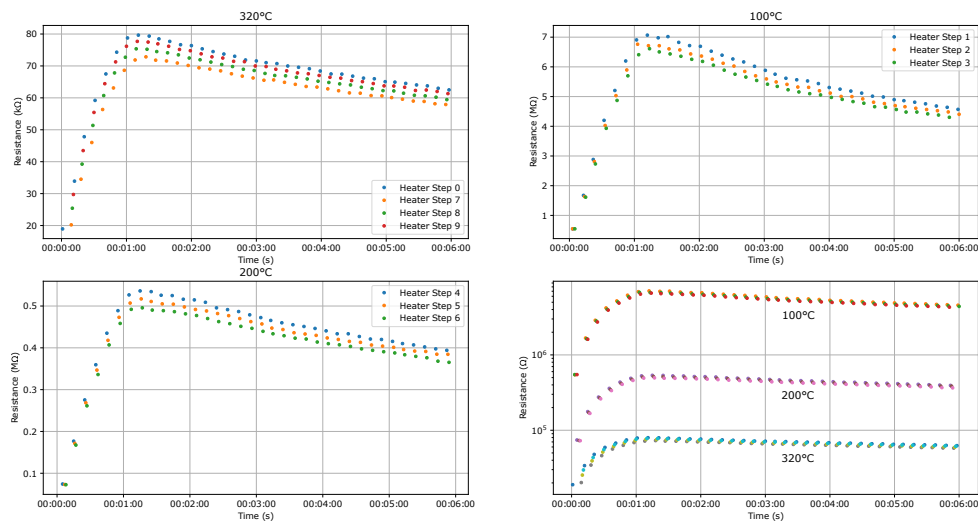 320°C
80
70
60
50
40
30
20
Resistance (kΩ)
Heater Step 0
Heater Step 7
Heater Step 8
Heater Step 9
00:00:00 00:01:00 00:02:00 00:03:00 00:04:00 00:05:00 00:06:00
Time (s)
100°C
7
6
5
4
3
2
1
Resistance (MΩ)
Heater Step 1
Heater Step 2
Heater Step 3
00:00:00 00:01:00 00:02:00 00:03:00 00:04:00 00:05:00 00:06:00
Time (s)
200°C
0.5
0.4
0.3
0.2
0.1
Resistance (MΩ)
Heater Step 4
Heater Step 5
Heater Step 6
00:00:00 00:01:00 00:02:00 00:03:00 00:04:00 00:05:00 00:06:00
Time (s)
10⁶
10⁵
Resistance (Ω)
100°C
200°C
320°C
00:00:00 00:01:00 00:02:00 00:03:00 00:04:00 00:05:00 00:06:00
Time (s)